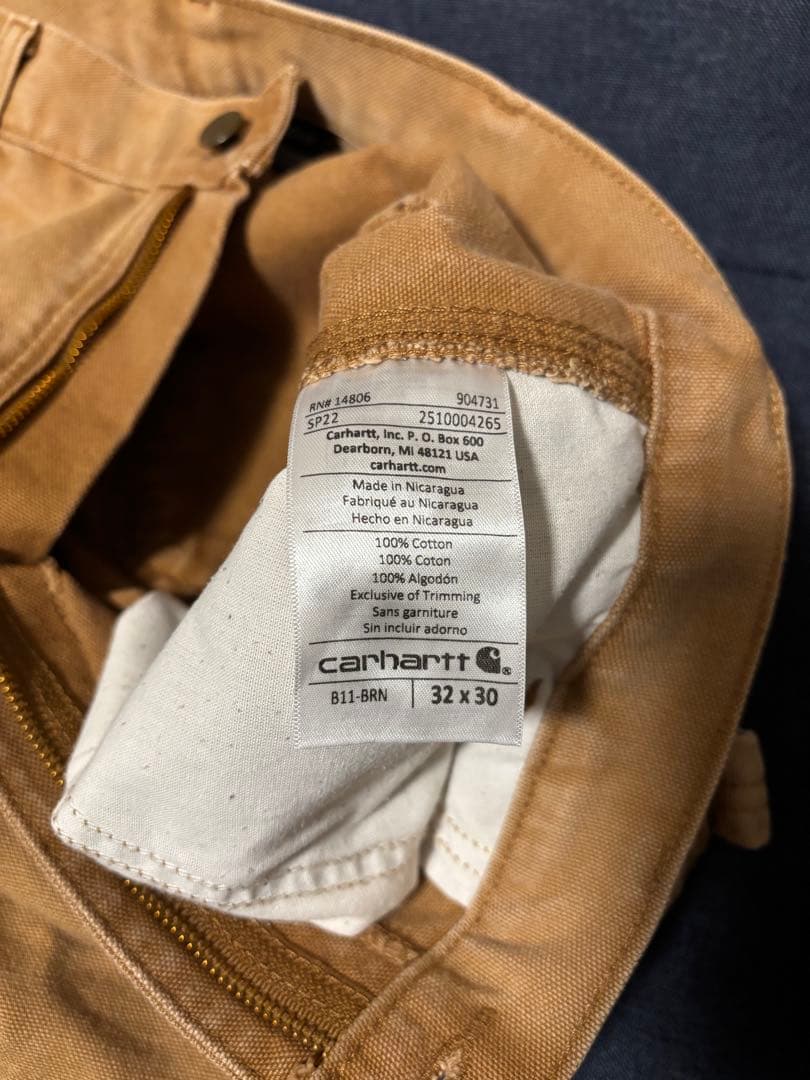 RN# 14806 904731
SP22 2510004265
Carhartt, Inc. P. O. Box 600
Dearborn, MI 48121 USA
carhartt.com
Made in Nicaragua
Fabriqué au Nicaragua
Hecho en Nicaragua
100% Cotton
100% Coton
100% Algodón
Exclusive of Trimming
Sans garniture
Sin incluir adorno
carhartt ®
B11-BRN 32 x 30